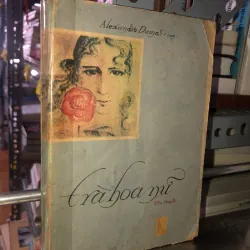 Alexandre Dumas
trà hoa nữ